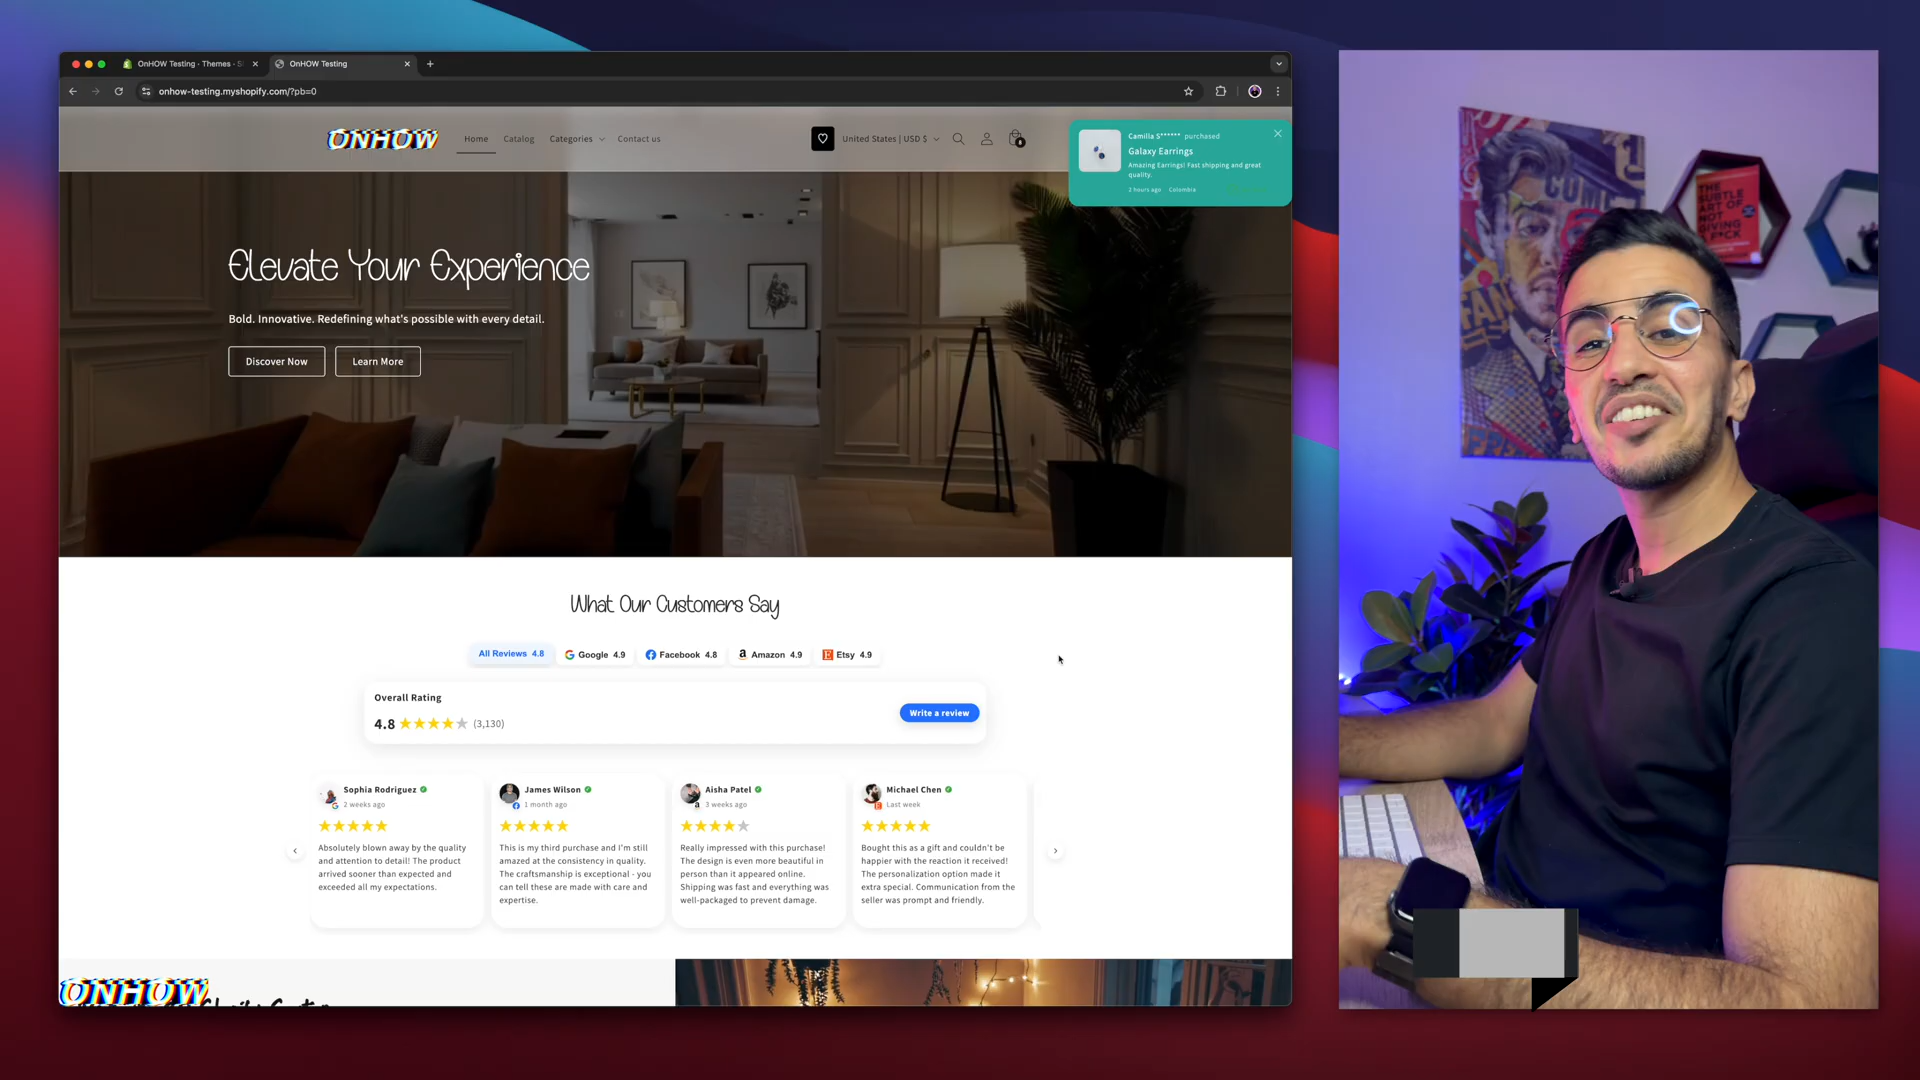 OnHOW Testing · Themes · S
OnHOW Testing
onhow-testing.myshopify.com/?pb=0
ONHOW
Home
Catalog
Categories
Contact us
United States | USD $
Camilla S****** purchased
Galaxy Earrings
Amazing Earrings! Fast shipping and great
quality.
2 hours ago Colombia
Elevate Your Experience
Bold. Innovative. Redefining what's possible with every detail.
Discover Now
Learn More
What Our Customers Say
All Reviews 4.8
Google 4.9
Facebook 4.8
Amazon 4.9
Etsy 4.9
Overall Rating
4.8 ★★★★★ (3,130)
Write a review
Sophia Rodriguez
2 weeks ago
Absolutely blown away by the quality
and attention to detail! The product
arrived sooner than expected and
exceeded all my expectations.
James Wilson
1 month ago
This is my third purchase and I'm still
amazed at the consistency in quality.
The craftsmanship is exceptional - you
can tell these are made with care and
expertise.
Aisha Patel
3 weeks ago
Really impressed with this purchase!
The design is even more beautiful in
person than it appeared online.
Shipping was fast and everything was
well-packaged to prevent damage.
Michael Chen
Last week
Bought this as a gift and couldn't be
happier with the reaction it received!
The personalization option made it
extra special. Communication from the
seller was prompt and friendly.
ONHOW
THE
SUBTLE
ART OF
NOT
GIVING
A F*CK